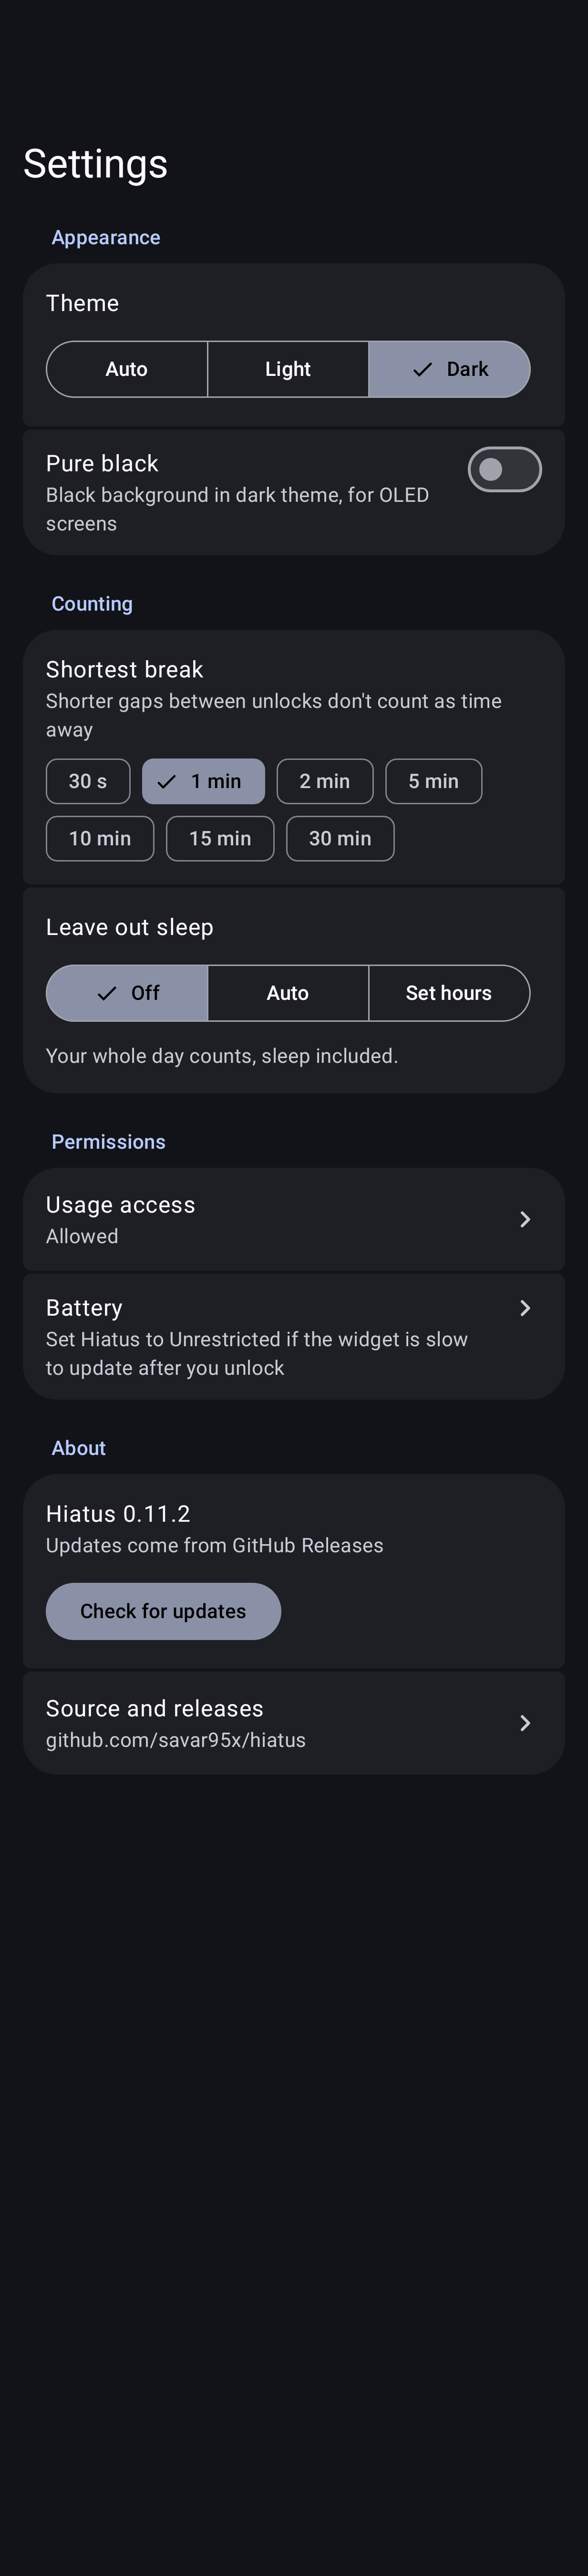 Settings
Appearance
Theme
Auto Light Dark
Pure black
Black background in dark theme, for OLED
screens
Counting
Shortest break
Shorter gaps between unlocks don't count as time
away
30 s 1 min 2 min 5 min
10 min 15 min 30 min
Leave out sleep
Off Auto Set hours
Your whole day counts, sleep included.
Permissions
Usage access
Allowed
Battery
Set Hiatus to Unrestricted if the widget is slow
to update after you unlock
About
Hiatus 0.11.2
Updates come from GitHub Releases
Check for updates
Source and releases
github.com/savar95x/hiatus